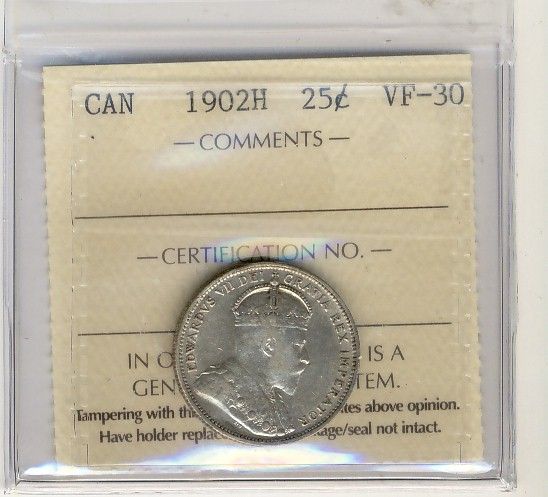 CAN 1902H 25¢ VF-30
— COMMENTS —
— CERTIFICATION NO. —
EDWARDVS VII DEI GRATIA REX IMPERATOR
IN O IS A
GEN TEM.
Tampering with th tes above opinion.
Have holder replac age/seal not intact.